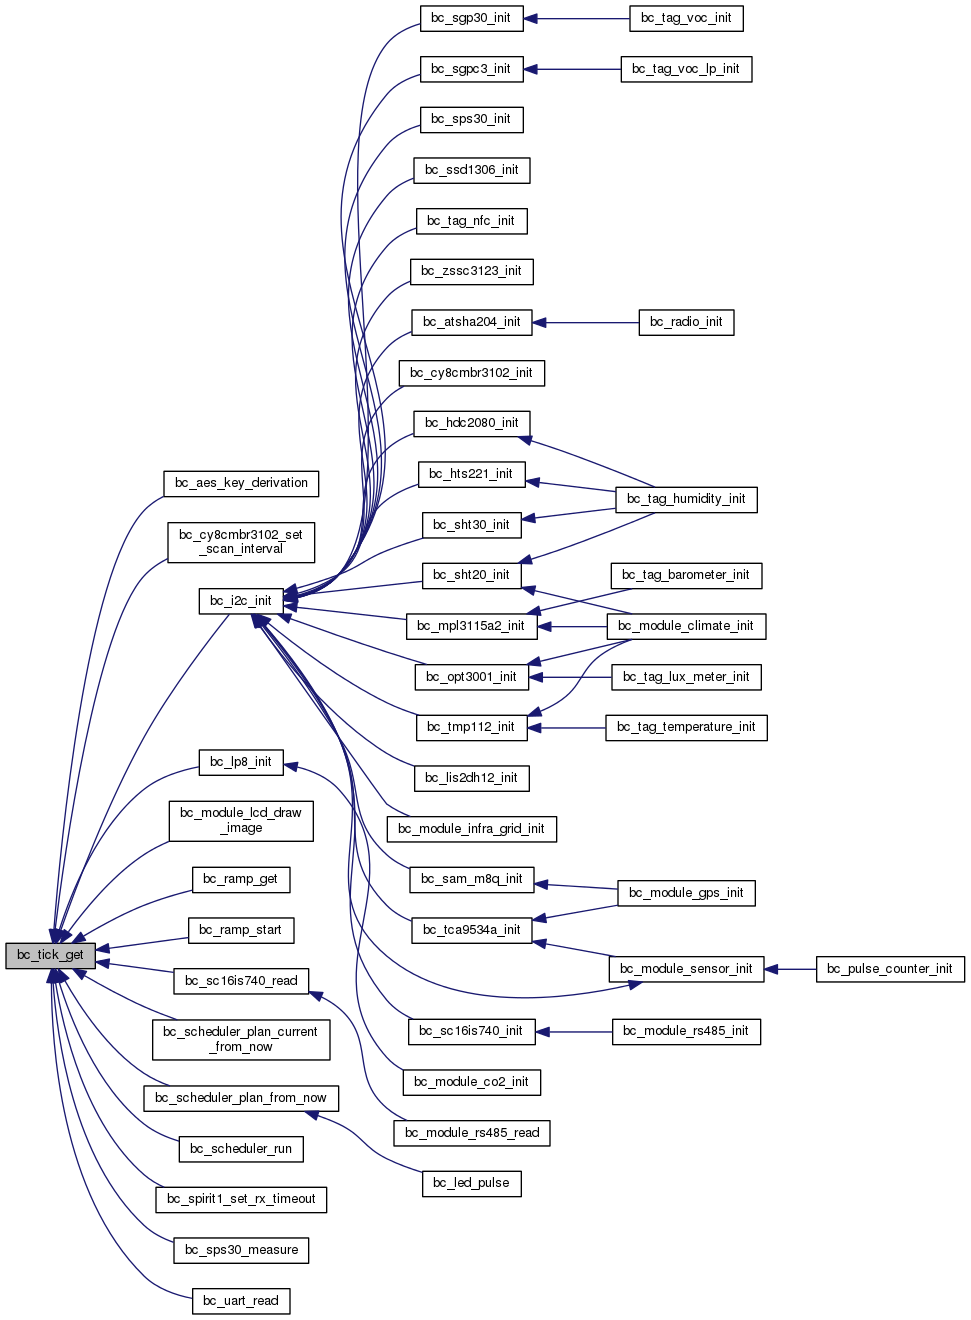 bc_sgp30_init
bc_tag_voc_init
bc_sgpc3_init
bc_tag_voc_lp_init
bc_sps30_init
bc_ssd1306_init
bc_tag_nfc_init
bc_zssc3123_init
bc_atsha204_init
bc_radio_init
bc_cy8cmbr3102_init
bc_hdc2080_init
bc_hts221_init
bc_aes_key_derivation
bc_tag_humidity_init
bc_sht30_init
bc_cy8cmbr3102_set
_scan_interval
bc_sht20_init
bc_tag_barometer_init
bc_i2c_init
bc_mpl3115a2_init
bc_module_climate_init
bc_opt3001_init
bc_tag_lux_meter_init
bc_tmp112_init
bc_tag_temperature_init
bc_lp8_init
bc_lis2dh12_init
bc_module_lcd_draw
_image
bc_module_infra_grid_init
bc_ramp_get
bc_sam_m8q_init
bc_module_gps_init
bc_ramp_start
bc_tca9534a_init
bc_tick_get
bc_module_sensor_init
bc_pulse_counter_init
bc_sc16is740_read
bc_scheduler_plan_current
_from_now
bc_sc16is740_init
bc_module_rs485_init
bc_module_co2_init
bc_scheduler_plan_from_now
bc_module_rs485_read
bc_scheduler_run
bc_led_pulse
bc_spirit1_set_rx_timeout
bc_sps30_measure
bc_uart_read